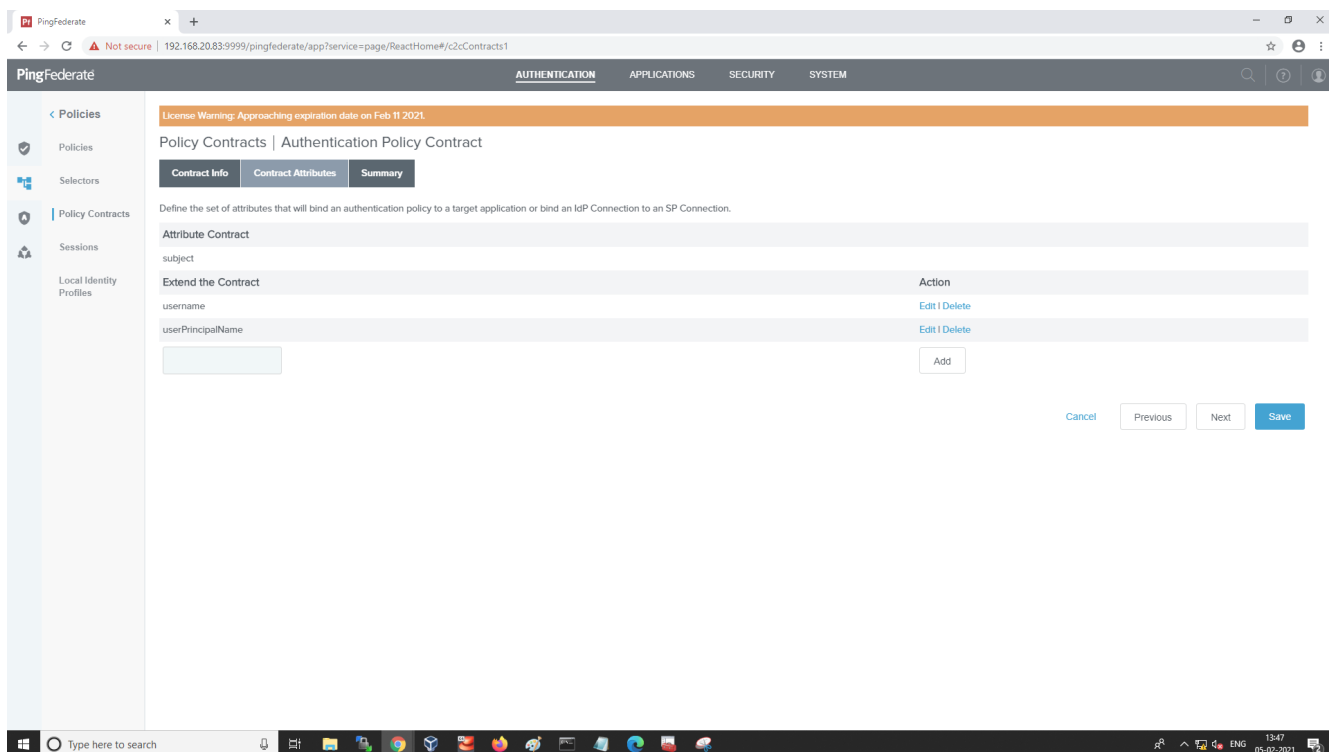 Pf PingFederate
Not secure | 192.168.20.83:9999/pingfederate/app?service=page/ReactHome#/c2cContracts1
PingFederate AUTHENTICATION APPLICATIONS SECURITY SYSTEM
< Policies
Policies
Selectors
Policy Contracts
Sessions
Local Identity
Profiles
License Warning: Approaching expiration date on Feb 11 2021.
Policy Contracts | Authentication Policy Contract
Contract Info Contract Attributes Summary
Define the set of attributes that will bind an authentication policy to a target application or bind an IdP Connection to an SP Connection.
Attribute Contract
subject
Extend the Contract Action
username Edit | Delete
userPrincipalName Edit | Delete
Add
Cancel Previous Next Save
Type here to search
ENG
13:47
05-02-2021